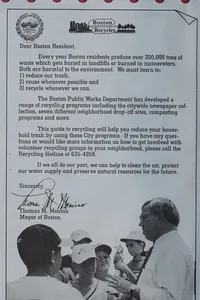 Boston
Recycles
Dear Boston Resident,
Every year Boston residents produce over 200,000 tons of
waste which gets buried in landfills or burned in incinerators.
Both are harmful to the environment. We must learn to:
1) reduce our trash,
2) reuse whenever possible and
3) recycle whenever we can.
The Boston Public Works Department has developed a
range of recycling programs including citywide newspaper col-
lection, seven different neighborhood drop-off sites, composting
programs and more.
This guide to recycling will help you reduce your house-
hold trash by using these City programs. If you have any ques-
tions or would like more information on how to get involved with
volunteer recycling groups in your neighborhood, please call the
Recycling Hotline at 635-4959.
If we all do our part, we can help to clean the air, protect
our water supply and preserve natural resources for the future.
Sincerely,
Thomas M. Menino
Thomas M. Menino
Mayor of Boston